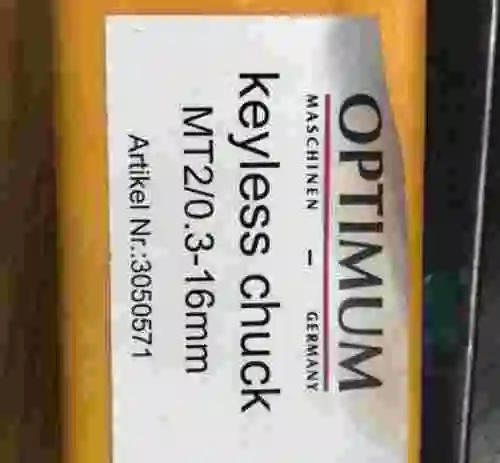 OPTIMUM
MASCHINEN - GERMANY
keyless chuck
MT2/0.3-16mm
Artikel Nr.:3050571